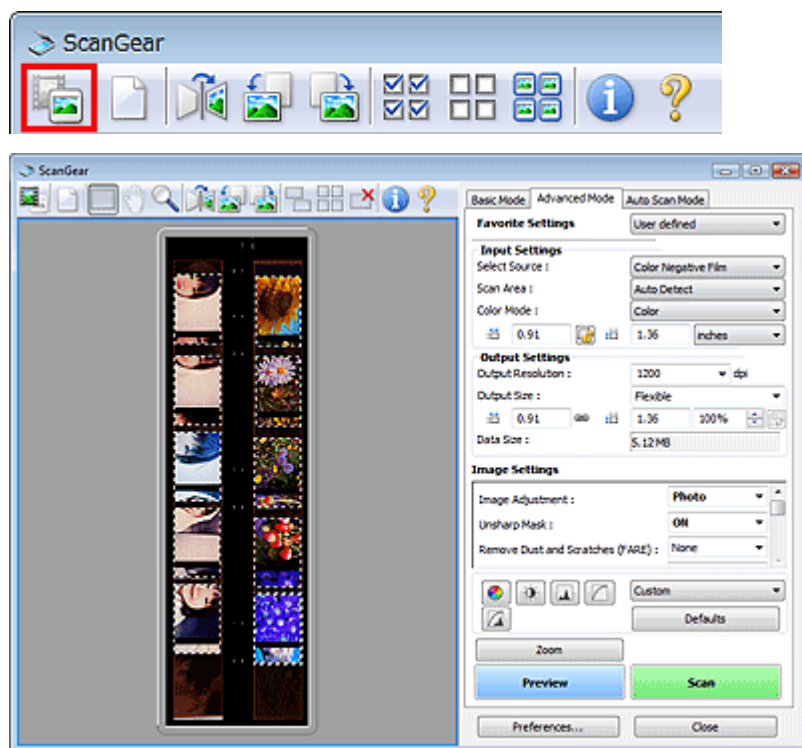 ScanGear
ScanGear
Basic Mode Advanced Mode Auto Scan Mode
Favorite Settings User defined
Input Settings
Select Source : Color Negative Film
Scan Area : Auto Detect
Color Mode : Color
0.91 1.36 inches
Output Settings
Output Resolution : 1200 dpi
Output Size : Flexible
0.91 1.36 100%
Data Size : 5.12 MB
Image Settings
Image Adjustment : Photo
Unsharp Mask : ON
Remove Dust and Scratches (FARE) : None
Custom
Defaults
Zoom
Preview Scan
Preferences... Close